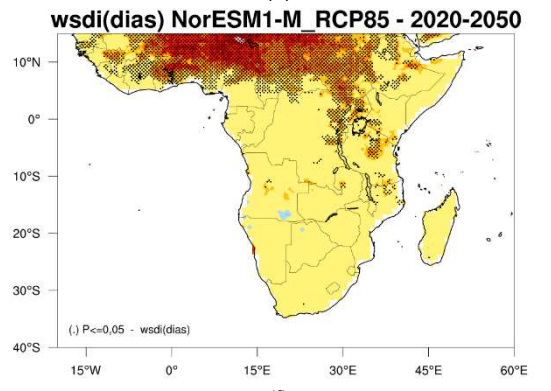 wsdi(dias) NorESM1-M_RCP85 - 2020-2050
10°N
0°
10°S
20°S
30°S
(.) P<=0,05 - wsdi(dias)
40°S
15°W 0° 15°E 30°E 45°E 60°E